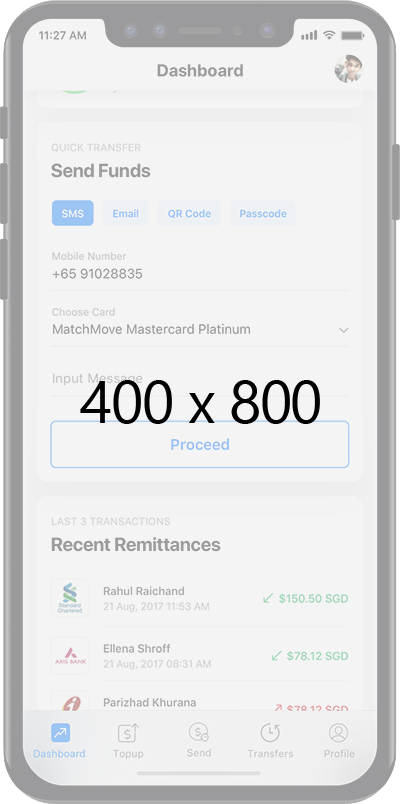 11:27 AM
Dashboard
QUICK TRANSFER
Send Funds
SMS Email QR Code Passcode
Mobile Number
+65 91028835
Choose Card
MatchMove Mastercard Platinum
Input Message
400 x 800
Proceed
LAST 3 TRANSACTIONS
Recent Remittances
Standard
Chartered
Rahul Raichand
21 Aug, 2017 11:53 AM
$150.50 SGD
AXIS BANK
Ellena Shroff
21 Aug, 2017 08:31 AM
$78.12 SGD
Parizhad Khurana
$78.12 SGD
Dashboard Topup Send Transfers Profile